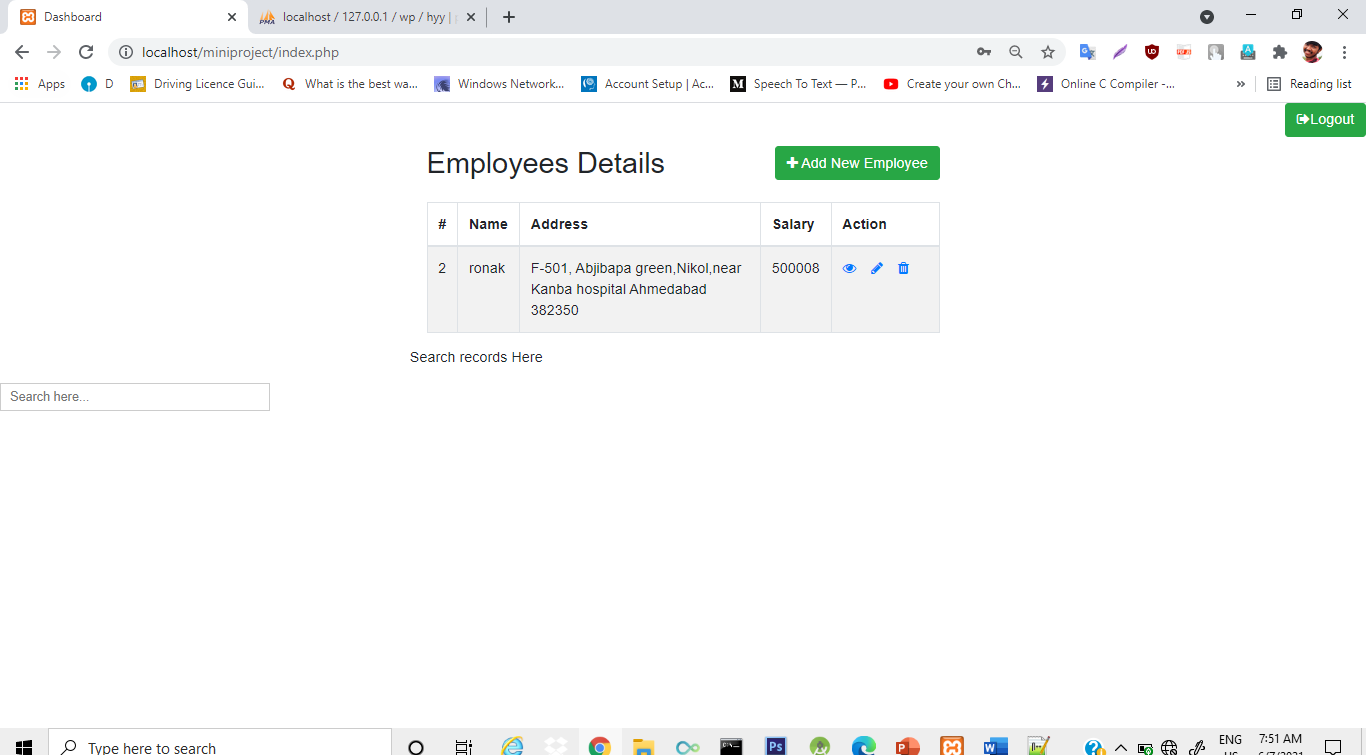 Dashboard
localhost / 127.0.0.1 / wp / hyy |
localhost/miniproject/index.php
Apps
D
Driving Licence Gui...
What is the best wa...
Windows Network...
Account Setup | Ac...
Speech To Text — P...
Create your own Ch...
Online C Compiler -...
»
Reading list
Logout
Employees Details
Add New Employee
# Name Address Salary Action
2 ronak F-501, Abjibapa green,Nikol,near 500008
Kanba hospital Ahmedabad
382350
Search records Here
Search here...
Type here to search
ENG
7:51 AM